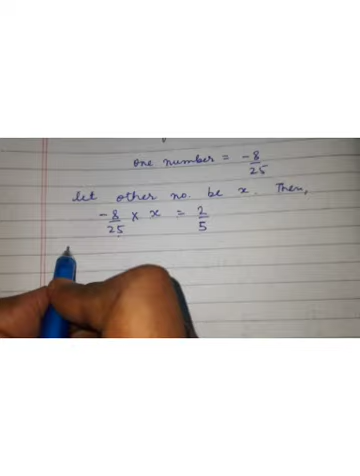 one number = -8/25
let other no. be x. Then,
-8/25 × x = 2/5